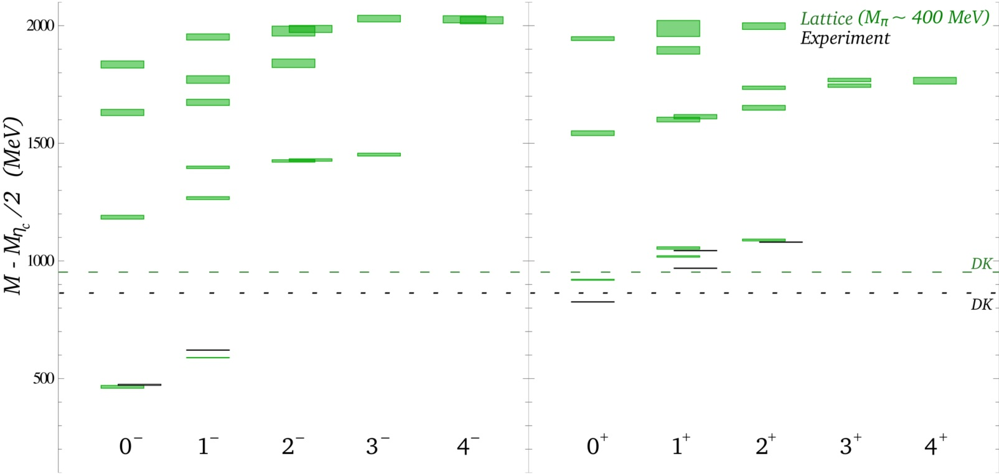 Lattice (Mπ ~ 400 MeV)
Experiment
M - Mηc /2 (MeV)
2000
1500
1000
500
DK
DK
0⁻ 1⁻ 2⁻ 3⁻ 4⁻ 0⁺ 1⁺ 2⁺ 3⁺ 4⁺